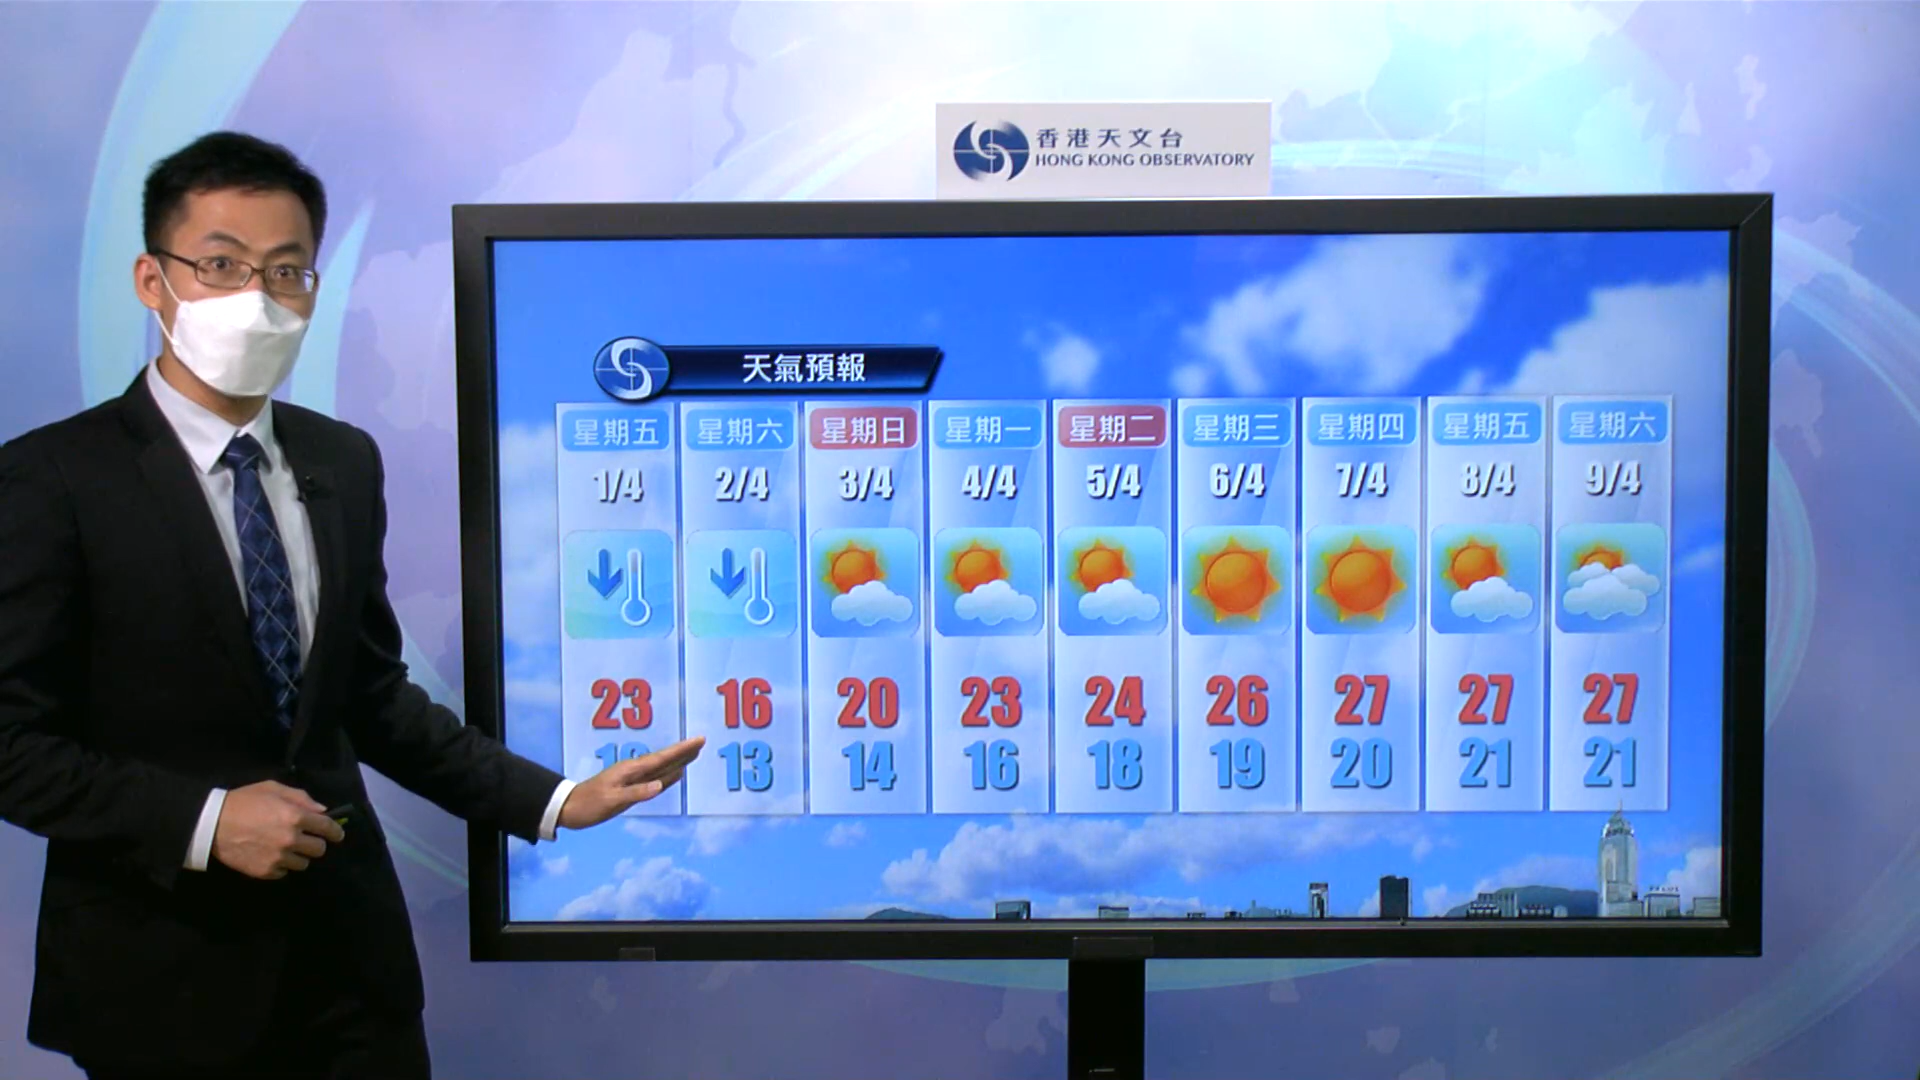 香港天文台
HONG KONG OBSERVATORY
天氣預報
星期五 星期六 星期日 星期一 星期二 星期三 星期四 星期五 星期六
1/4 2/4 3/4 4/4 5/4 6/4 7/4 8/4 9/4
23 16 20 23 24 26 27 27 27
13 14 16 18 19 20 21 21